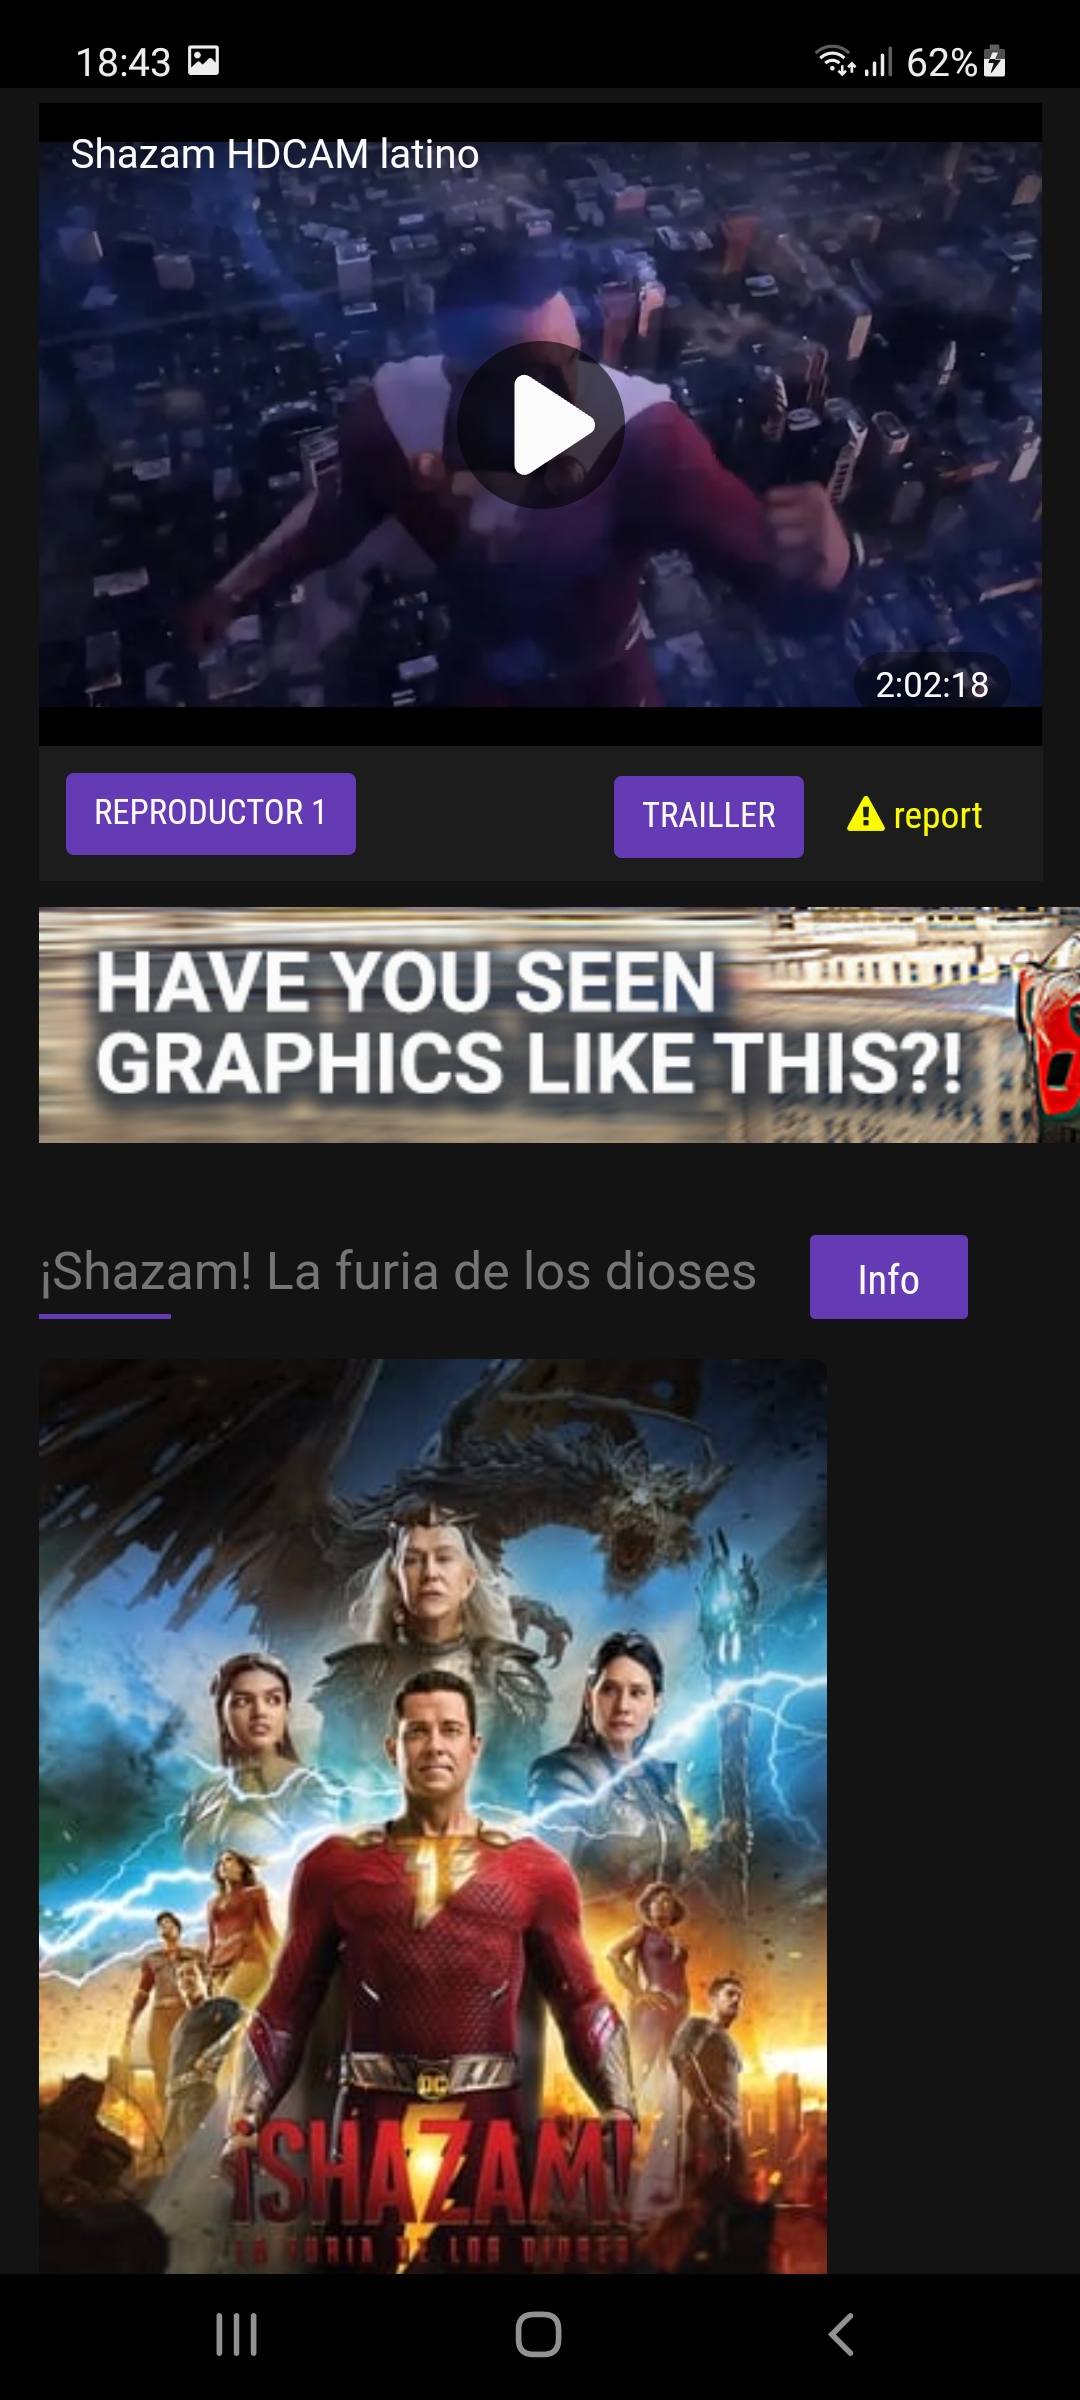 18:43
62%
Shazam HDCAM latino
2:02:18
REPRODUCTOR 1
TRAILLER
report
HAVE YOU SEEN
GRAPHICS LIKE THIS?!
¡Shazam! La furia de los dioses
Info
DC
¡SHAZAM!
LA FURIA DE LOS DIOSES